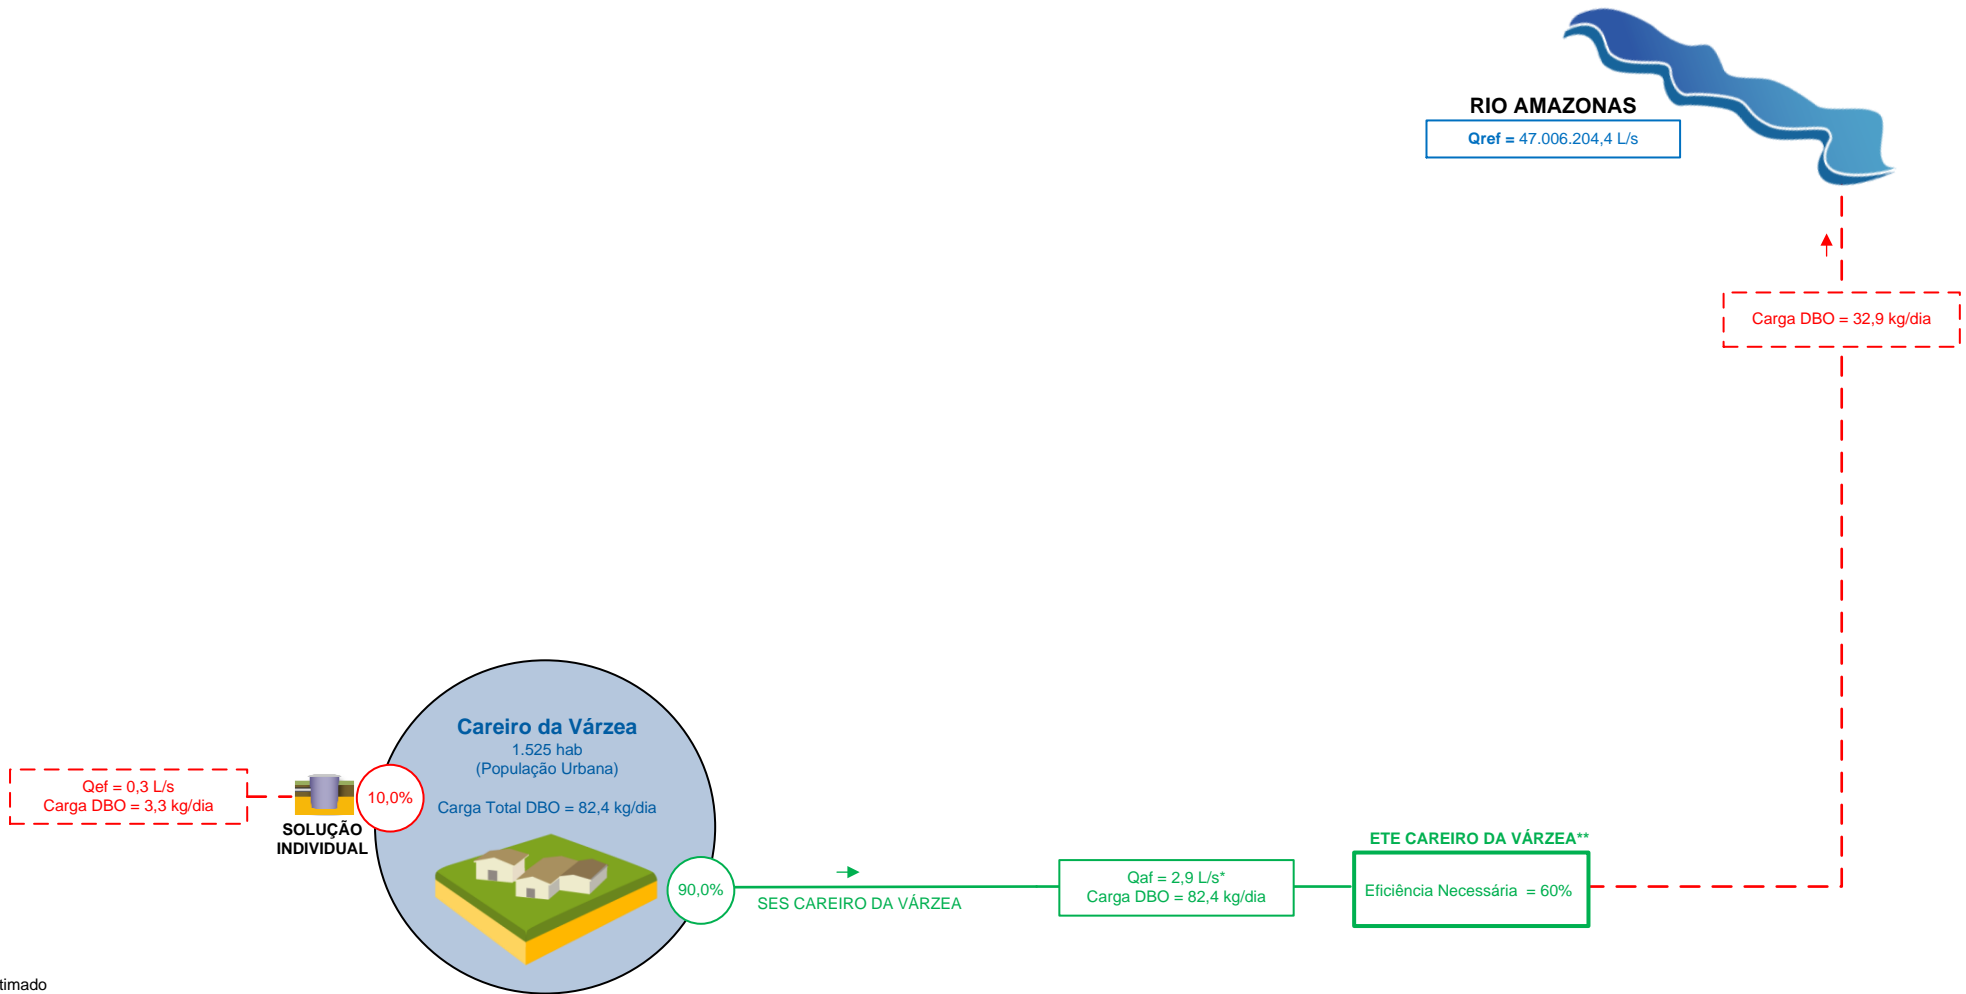 RIO AMAZONAS
Qref = 47.006.204,4 L/s
Carga DBO = 32,9 kg/dia
Careiro da Várzea
1.525 hab
(População Urbana)
Carga Total DBO = 82,4 kg/dia
Qef = 0,3 L/s
Carga DBO = 3,3 kg/dia
10,0%
SOLUÇÃO
INDIVIDUAL
90,0%
SES CAREIRO DA VÁRZEA
Qaf = 2,9 L/s*
Carga DBO = 82,4 kg/dia
ETE CAREIRO DA VÁRZEA**
Eficiência Necessária = 60%
timado